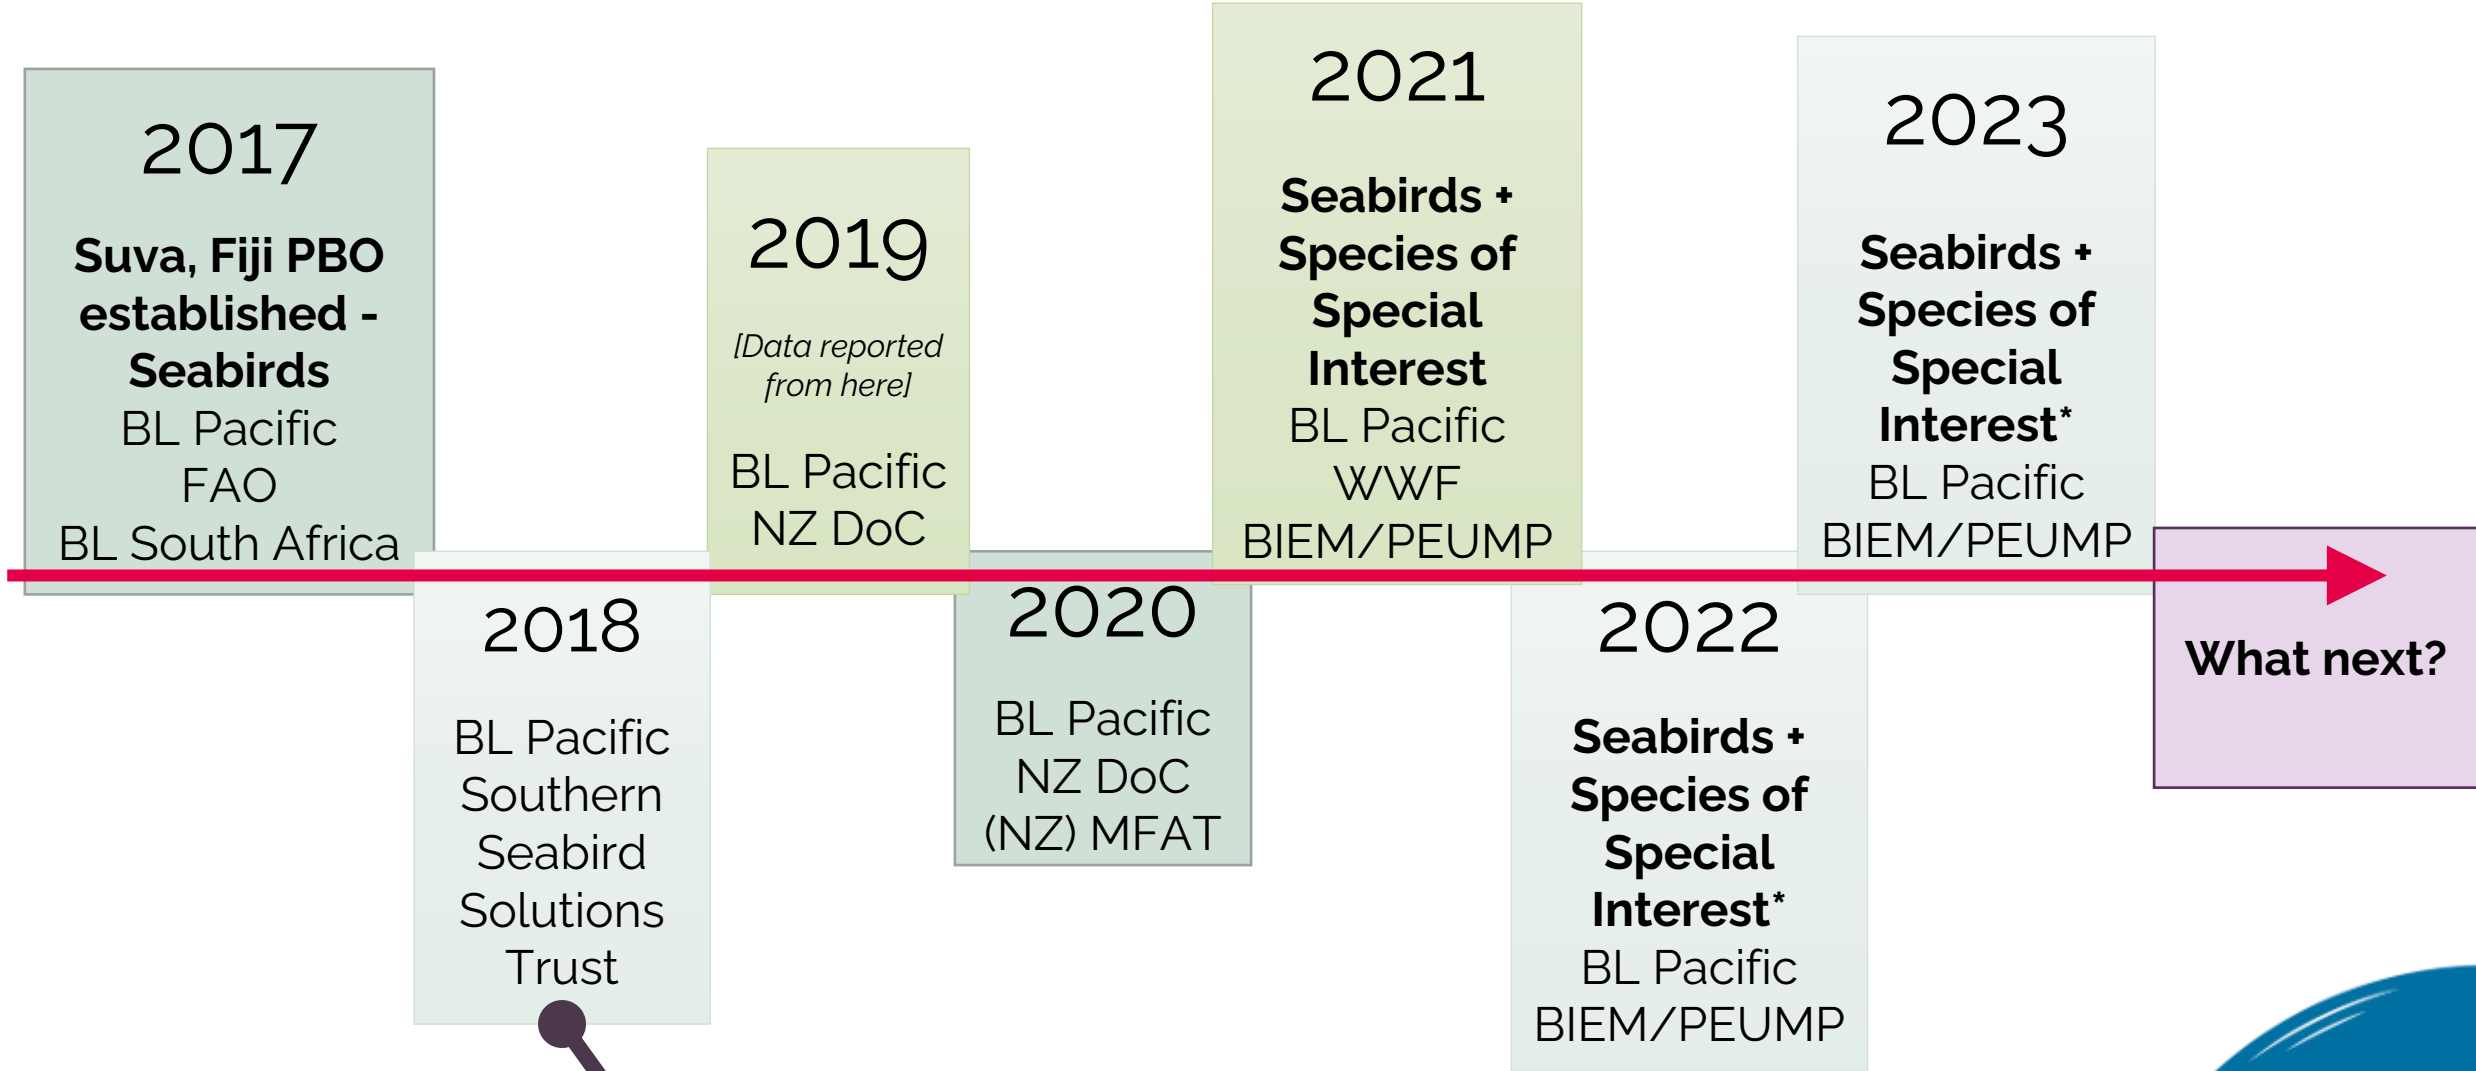 2017
Suva, Fiji PBO
established -
Seabirds
BL Pacific
FAO
BL South Africa
2018
BL Pacific
Southern
Seabird
Solutions
Trust
2019
[Data reported
from here]
BL Pacific
NZ DoC
2020
BL Pacific
NZ DoC
(NZ) MFAT
2021
Seabirds +
Species of
Special
Interest
BL Pacific
WWF
BIEM/PEUMP
2022
Seabirds +
Species of
Special
Interest*
BL Pacific
BIEM/PEUMP
2023
Seabirds +
Species of
Special
Interest*
BL Pacific
BIEM/PEUMP
What next?